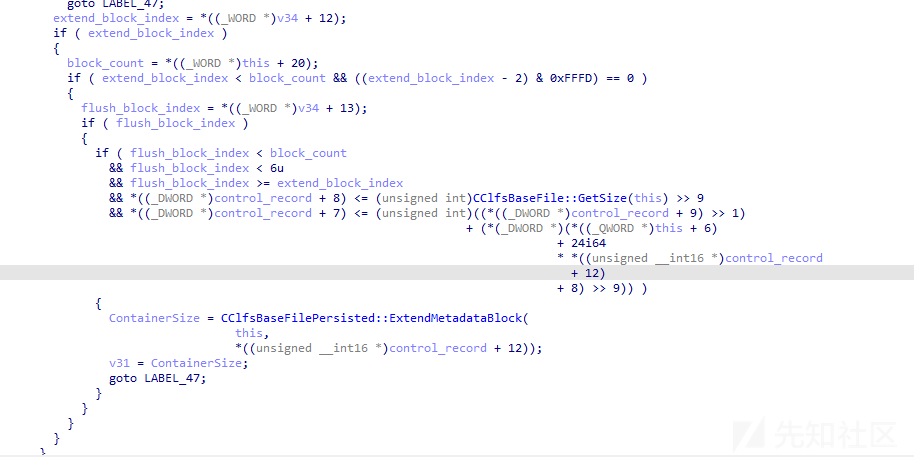 goto LABEL_47;
extend_block_index = *((_WORD *)v34 + 12);
if ( extend_block_index )
{
block_count = *((_WORD *)this + 20);
if ( extend_block_index < block_count && ((extend_block_index - 2) & 0xFFFD) == 0 )
{
flush_block_index = *((_WORD *)v34 + 13);
if ( flush_block_index )
{
if ( flush_block_index < block_count
&& flush_block_index < 6u
&& flush_block_index >= extend_block_index
&& *((_DWORD *)control_record + 8) <= (unsigned int)CClfsBaseFile::GetSize(this) >> 9
&& *((_DWORD *)control_record + 7) <= (unsigned int)((*((_DWORD *)control_record + 9) >> 1)
+ (*(_DWORD *)(*((_QWORD *)this + 6)
+ 24i64
* *((unsigned __int16 *)control_record
+ 12)
+ 8) >> 9)) )
{
ContainerSize = CClfsBaseFilePersisted::ExtendMetadataBlock(
this,
*((unsigned __int16 *)control_record + 12));
v31 = ContainerSize;
goto LABEL_47;
}
}
}
}
}
先知社区